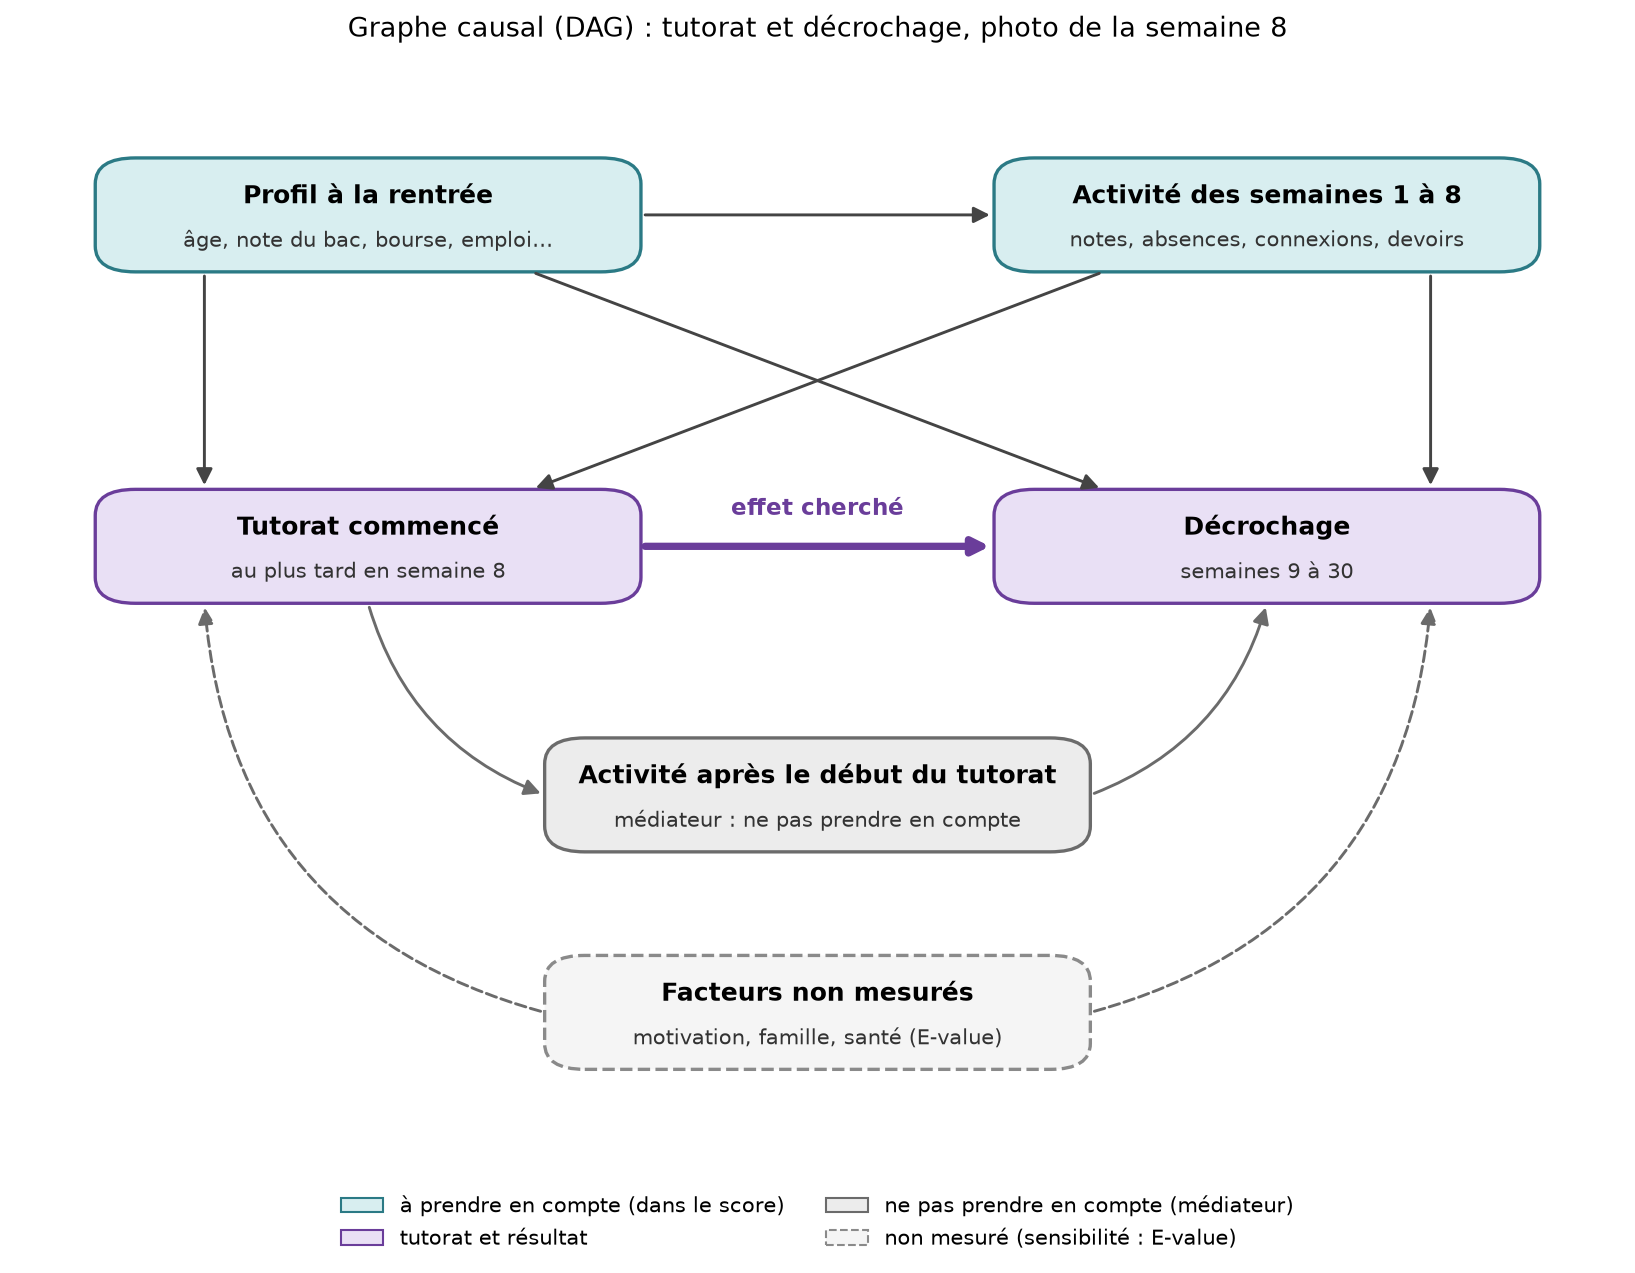 Graphe causal (DAG) : tutorat et décrochage, photo de la semaine 8
Profil à la rentrée
âge, note du bac, bourse, emploi…
Activité des semaines 1 à 8
notes, absences, connexions, devoirs
Tutorat commencé
au plus tard en semaine 8
effet cherché
Décrochage
semaines 9 à 30
Activité après le début du tutorat
médiateur : ne pas prendre en compte
Facteurs non mesurés
motivation, famille, santé (E-value)
à prendre en compte (dans le score)
tutorat et résultat
ne pas prendre en compte (médiateur)
non mesuré (sensibilité : E-value)